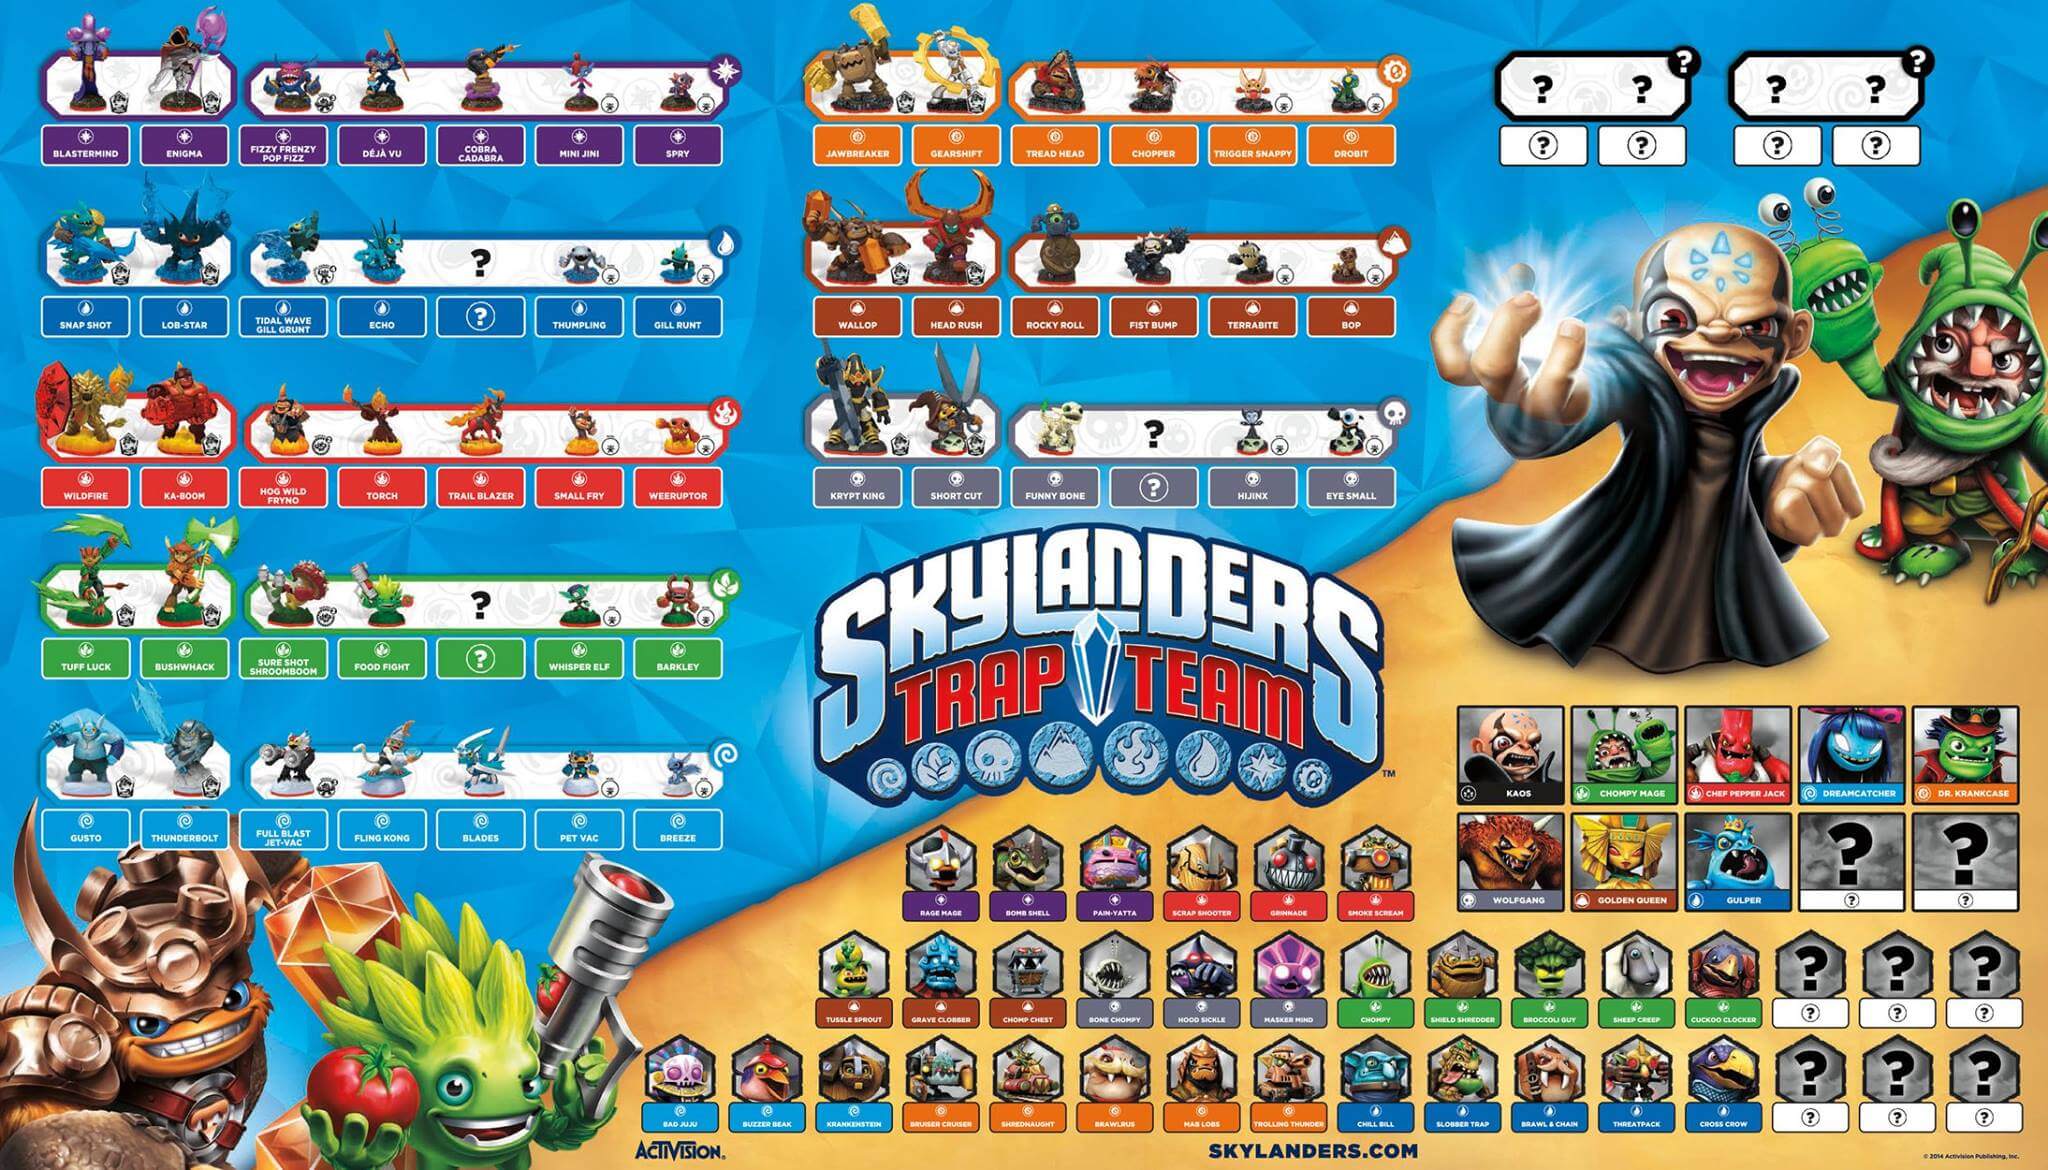 BLASTERMIND ENIGMA FIZZY FRENZY POP FIZZ DÉJÀ VU COBRA CADABRA MINI JINI SPRY
SNAP SHOT LOB-STAR TIDAL WAVE GILL GRUNT ECHO ? THUMPLING GILL RUNT
WILDFIRE KA-BOOM HOG WILD FRYNO TORCH TRAIL BLAZER SMALL FRY WEERUPTOR
TUFF LUCK BUSHWHACK SURE SHOT SHROOMBOOM FOOD FIGHT ? WHISPER ELF BARKLEY
GUSTO THUNDERBOLT FULL BLAST JET-VAC FLING KONG BLADES PET VAC BREEZE
JAWBREAKER GEARSHIFT TREAD HEAD CHOPPER TRIGGER SNAPPY DROBIT
WALLOP HEAD RUSH ROCKY ROLL FIST BUMP TERRABITE BOP
KRYPT KING SHORT CUT FUNNY BONE ? HIJINX EYE SMALL
? ? ? ? ? ?
? ? ? ?
SKYLANDERS
TRAP TEAM
TM
KAOS CHOMPY MAGE CHEF PEPPER JACK DREAMCATCHER DR. KRANKCASE
? ?
WOLFGANG GOLDEN QUEEN GULPER ? ?
RAGE MAGE BOMB SHELL PAIN-YATTA SCRAP SHOOTER GRINNADE SMOKE SCREAM
? ? ?
TUSSLE SPROUT GRAVE CLOBBER CHOMP CHEST BONE CHOMPY HOOD SICKLE MASKER MIND CHOMPY SHIELD SHREDDER BROCCOLI GUY SHEEP CREEP CUCKOO CLOCKER ? ? ?
? ? ?
BAD JUJU BUZZER BEAK KRANKENSTEIN BRUISER CRUISER SHREDNAUGHT BRAWLRUS MAB LOBS TROLLING THUNDER CHILL BILL SLOBBER TRAP BRAWL & CHAIN THREATPACK CROSS CROW ? ? ?
ACTIVISION.
SKYLANDERS.COM
© 2014 Activision Publishing, Inc.